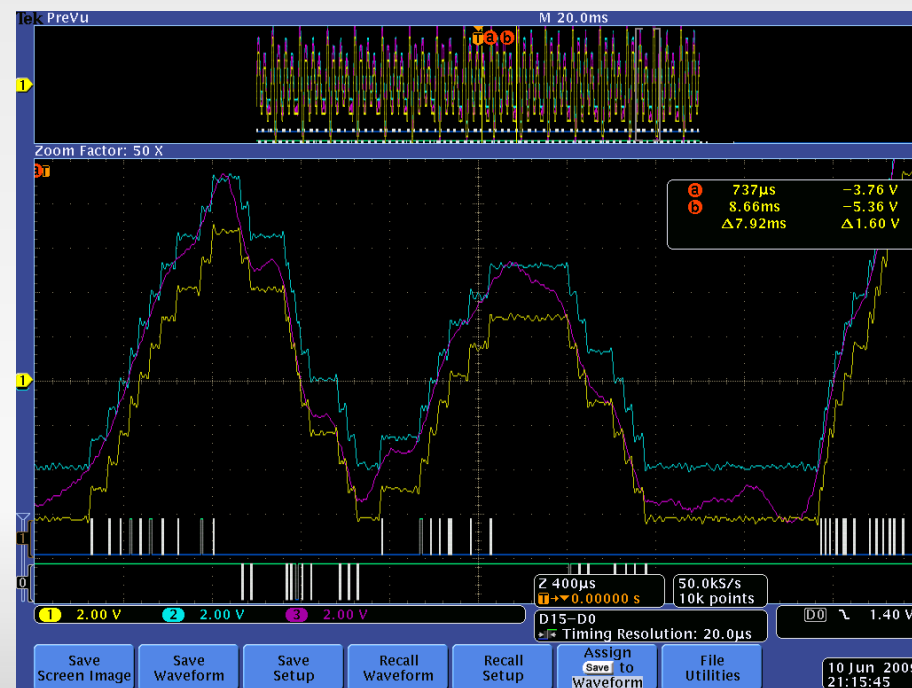 Tek PreVu M 20.0ms
T a b
1
Zoom Factor: 50 X
a T
a 737µs −3.76 V
b 8.66ms −5.36 V
Δ7.92ms Δ1.60 V
1
1
0
Z 400µs
T→▼0.00000 s
50.0kS/s
10k points
1 2.00 V 2 2.00 V 3 2.00 V
D15-D0
Timing Resolution: 20.0µs
D0 1.40 V
Save Screen Image
Save Waveform
Save Setup
Recall Waveform
Recall Setup
Assign Save to Waveform
File Utilities
10 Jun 2009
21:15:45